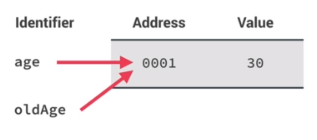 Identifier Address Value
age 0001 30
oldAge